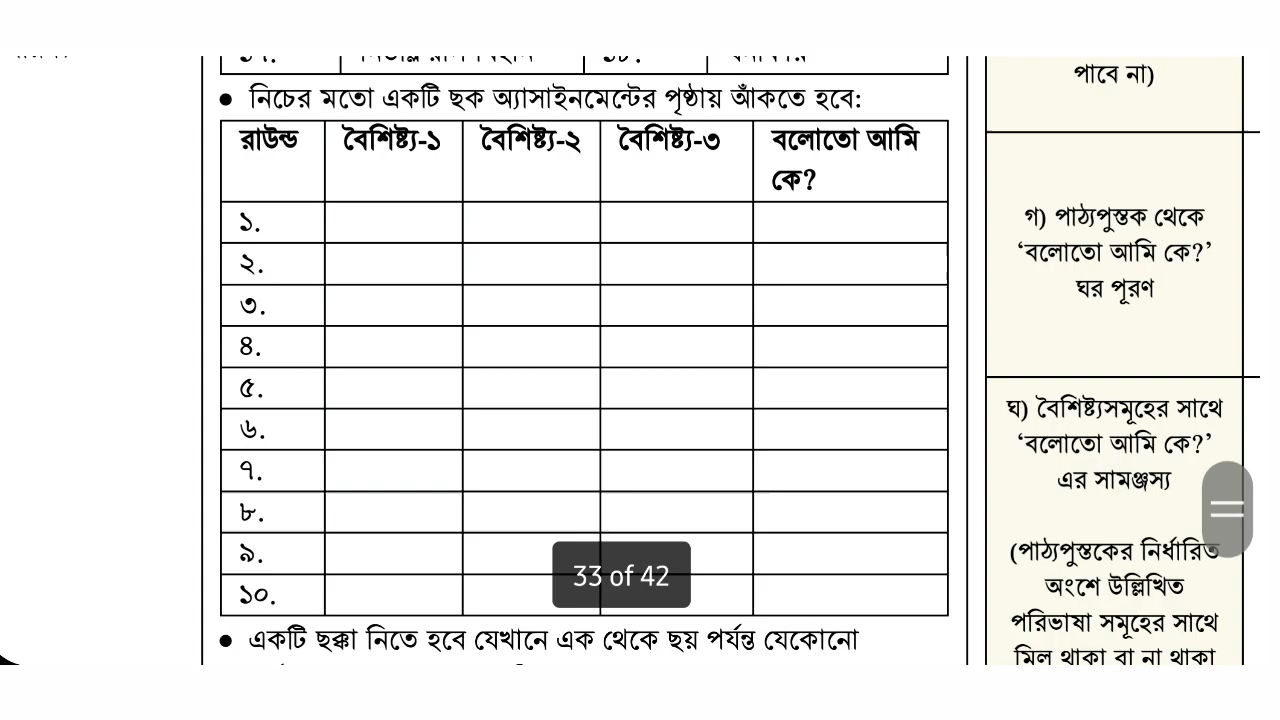 ১৭.
১৮.
● নিচের মতো একটি ছক অ্যাসাইনমেন্টের পৃষ্ঠায় আঁকতে হবে:
রাউন্ড বৈশিষ্ট্য-১ বৈশিষ্ট্য-২ বৈশিষ্ট্য-৩ বলোতো আমি
কে?
১.
২.
৩.
৪.
৫.
৬.
৭.
৮.
৯.
১০.
33 of 42
● একটি ছক্কা নিতে হবে যেখানে এক থেকে ছয় পর্যন্ত যেকোনো
পাবে না)
গ) পাঠ্যপুস্তক থেকে
‘বলোতো আমি কে?’
ঘর পূরণ
ঘ) বৈশিষ্ট্যসমূহের সাথে
‘বলোতো আমি কে?’
এর সামঞ্জস্য
(পাঠ্যপুস্তকের নির্ধারিত
অংশে উল্লিখিত
পরিভাষা সমূহের সাথে
মিল থাকা বা না থাকা